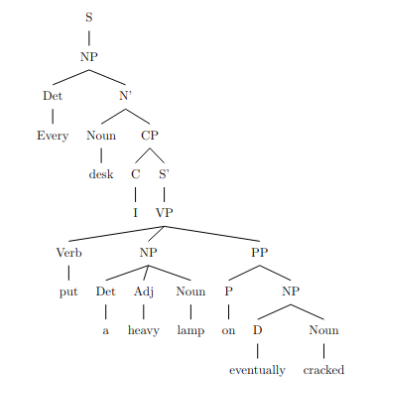 S
NP
Det N'
Every Noun CP
desk C S'
I VP
Verb NP PP
put Det Adj Noun P NP
a heavy lamp on D Noun
eventually cracked